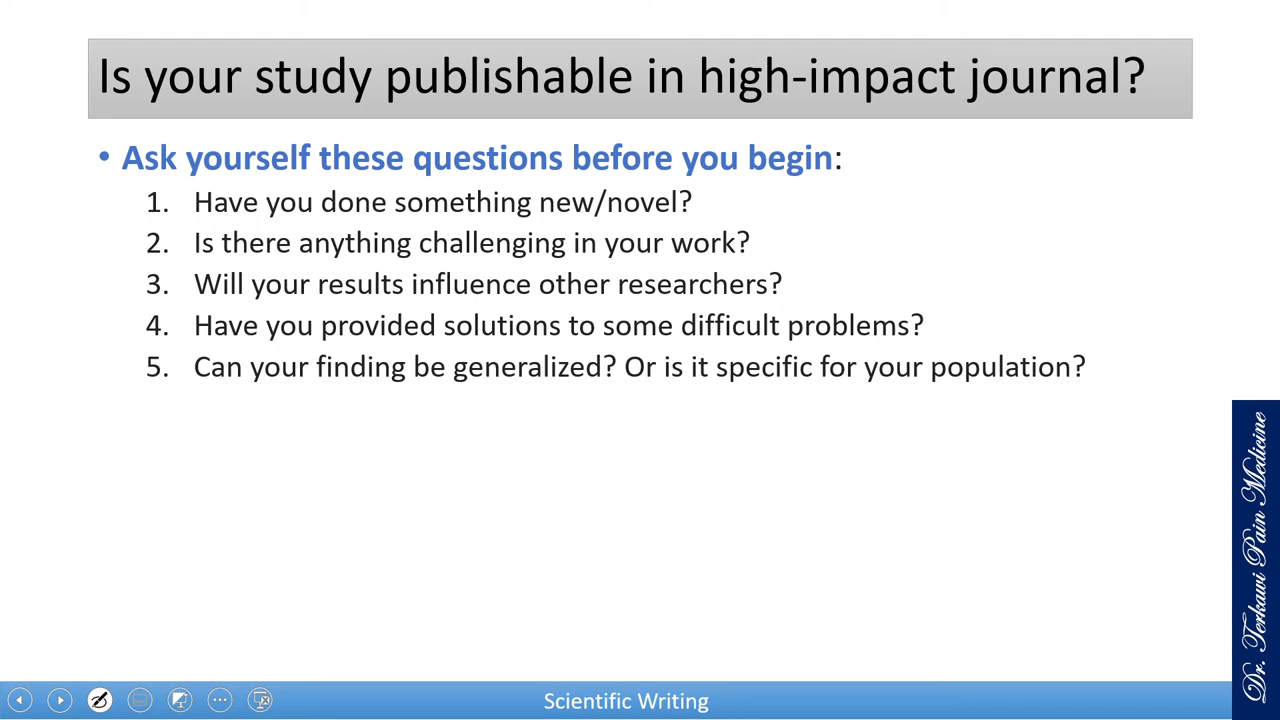 Is your study publishable in high-impact journal?
• Ask yourself these questions before you begin:
1. Have you done something new/novel?
2. Is there anything challenging in your work?
3. Will your results influence other researchers?
4. Have you provided solutions to some difficult problems?
5. Can your finding be generalized? Or is it specific for your population?
Dr. Terkawi Pain Medicine
Scientific Writing